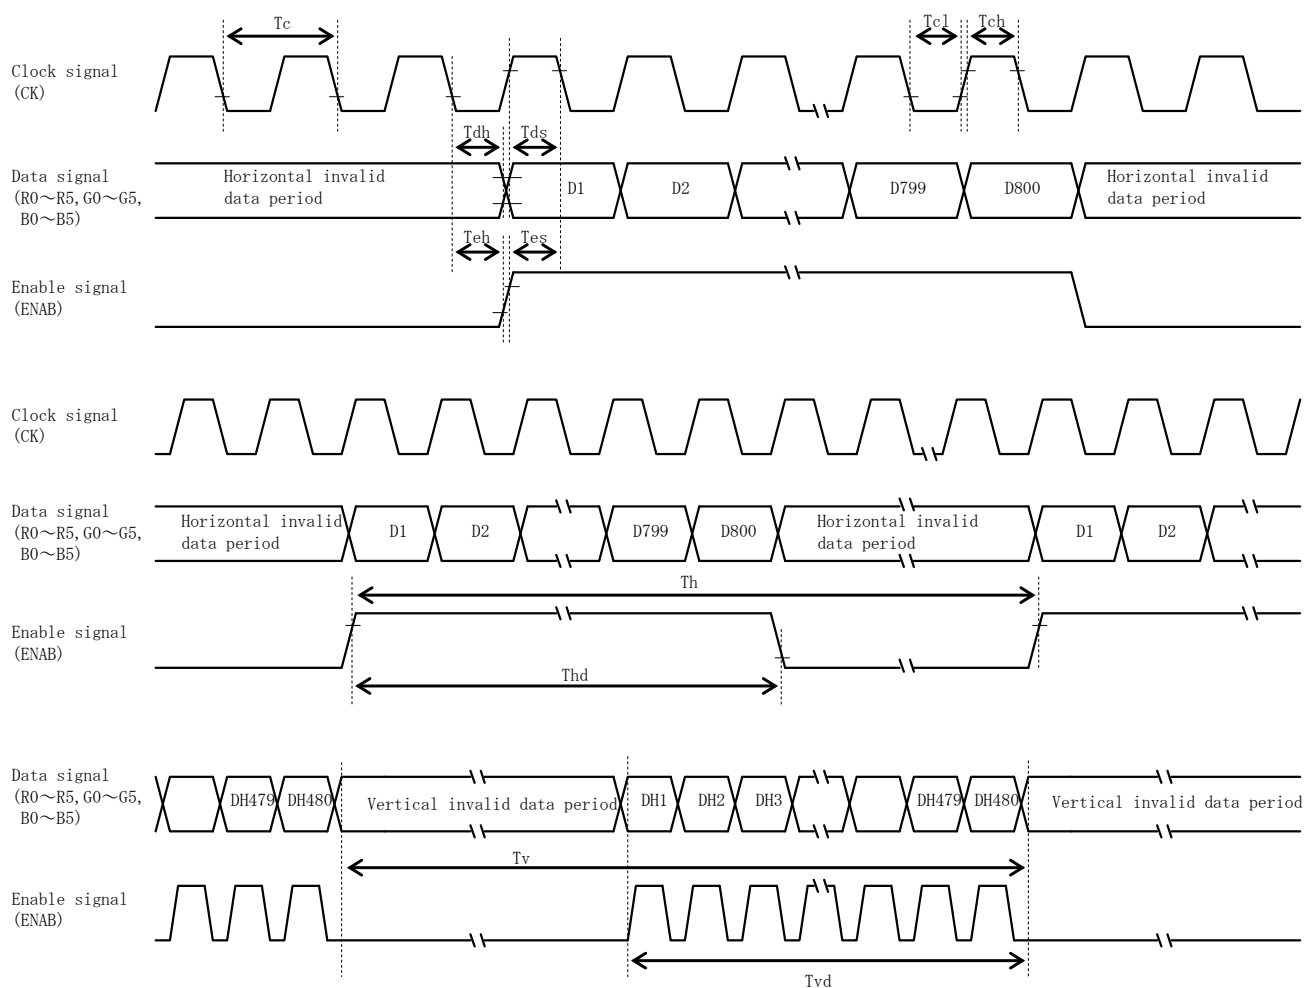 Tc
Tcl
Tch
Clock signal
(CK)
Tdh
Tds
Data signal
(R0～R5,G0～G5,
B0～B5)
Horizontal invalid
data period
D1
D2
D799
D800
Horizontal invalid
data period
Teh
Tes
Enable signal
(ENAB)
Clock signal
(CK)
Data signal
(R0～R5,G0～G5,
B0～B5)
Horizontal invalid
data period
D1
D2
D799
D800
Horizontal invalid
data period
D1
D2
Th
Enable signal
(ENAB)
Thd
Data signal
(R0～R5,G0～G5,
B0～B5)
DH479
DH480
Vertical invalid data period
DH1
DH2
DH3
DH479
DH480
Vertical invalid data period
Tv
Enable signal
(ENAB)
Tvd